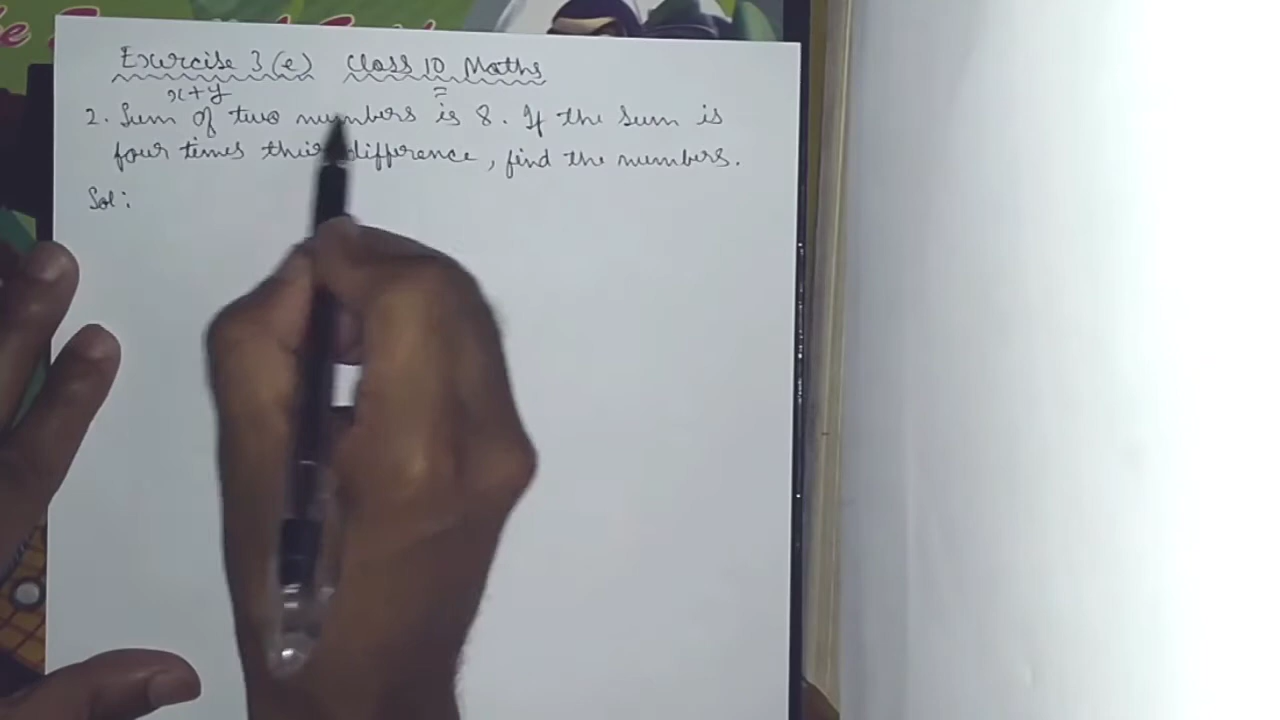 Exercise 3(e) Class 10 Maths
x+y =
2. Sum of two numbers is 8. If the sum is
four times their difference, find the numbers.
Sol: